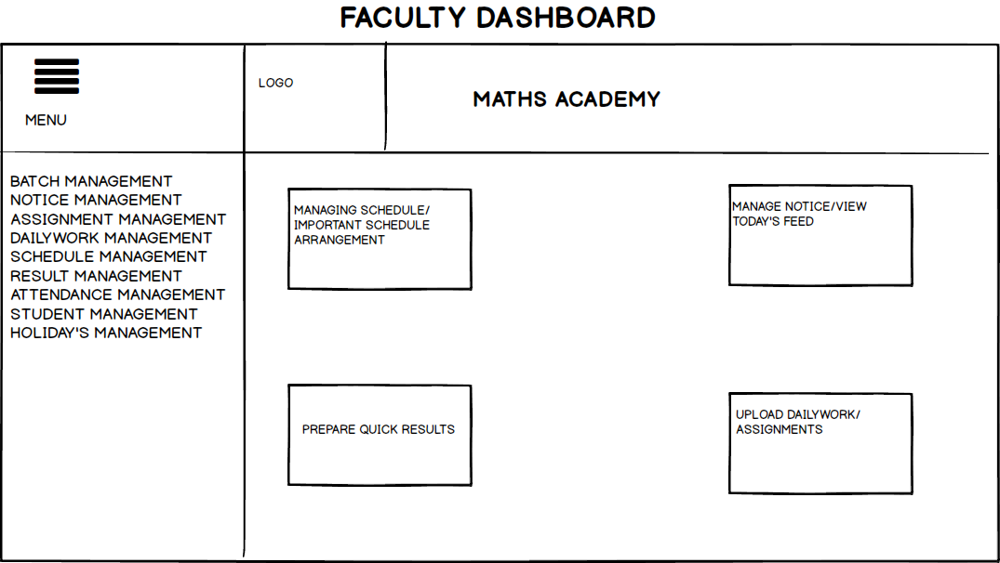 FACULTY DASHBOARD
MENU
LOGO
MATHS ACADEMY
BATCH MANAGEMENT
NOTICE MANAGEMENT
ASSIGNMENT MANAGEMENT
DAILYWORK MANAGEMENT
SCHEDULE MANAGEMENT
RESULT MANAGEMENT
ATTENDANCE MANAGEMENT
STUDENT MANAGEMENT
HOLIDAY'S MANAGEMENT
MANAGING SCHEDULE/
IMPORTANT SCHEDULE
ARRANGEMENT
MANAGE NOTICE/VIEW
TODAY'S FEED
PREPARE QUICK RESULTS
UPLOAD DAILYWORK/
ASSIGNMENTS